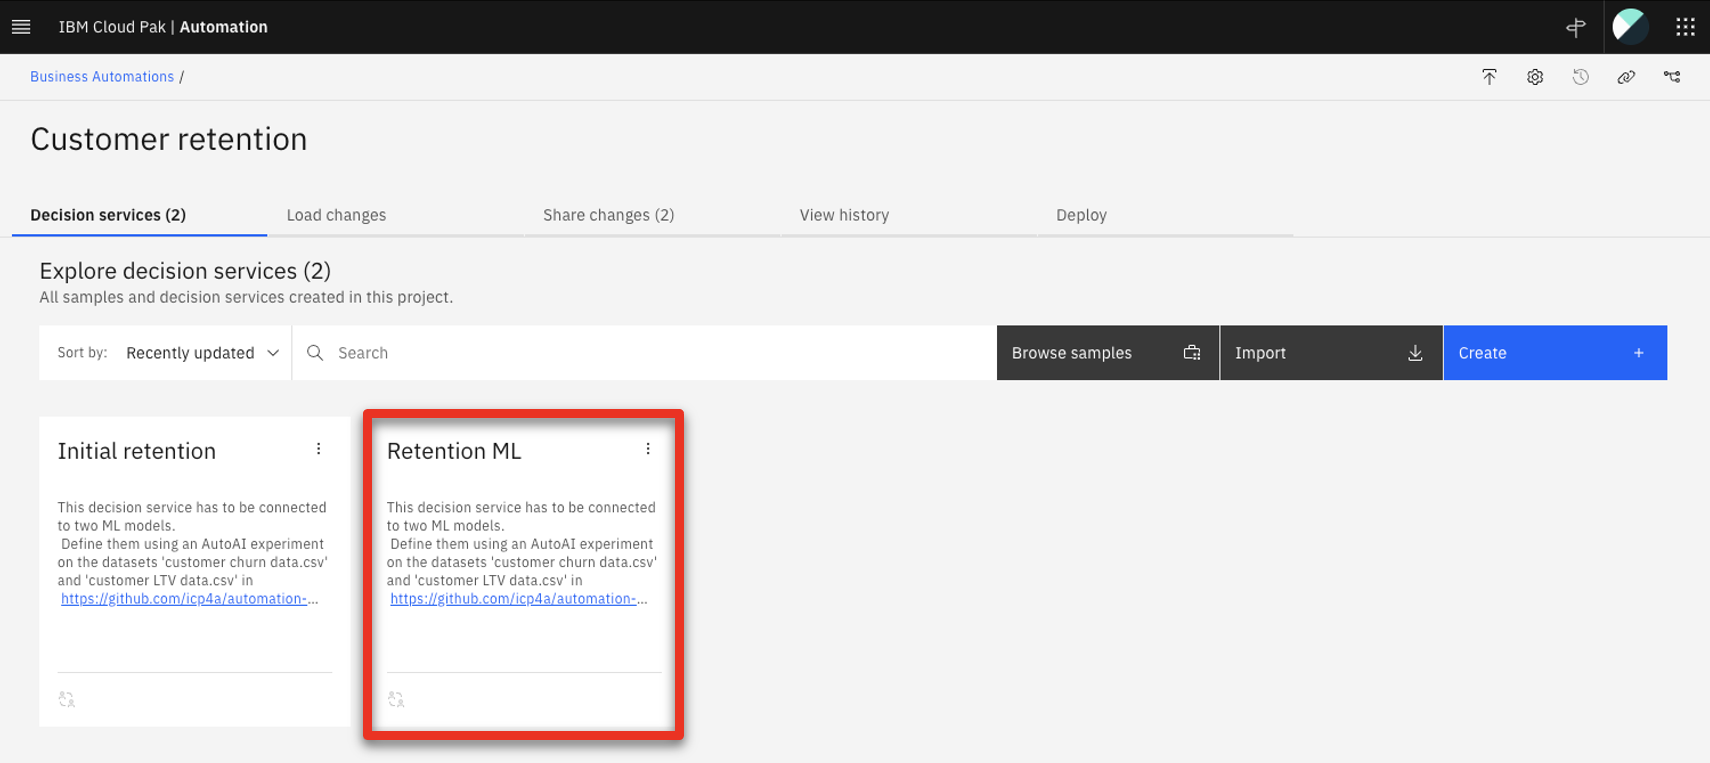 IBM Cloud Pak | Automation
Business Automations /
Customer retention
Decision services (2)
Load changes
Share changes (2)
View history
Deploy
Explore decision services (2)
All samples and decision services created in this project.
Sort by: Recently updated
Search
Browse samples
Import
Create +
Initial retention
This decision service has to be connected
to two ML models.
Define them using an AutoAI experiment
on the datasets 'customer churn data.csv'
and 'customer LTV data.csv' in
https://github.com/icp4a/automation-...
Retention ML
This decision service has to be connected
to two ML models.
Define them using an AutoAI experiment
on the datasets 'customer churn data.csv'
and 'customer LTV data.csv' in
https://github.com/icp4a/automation-...